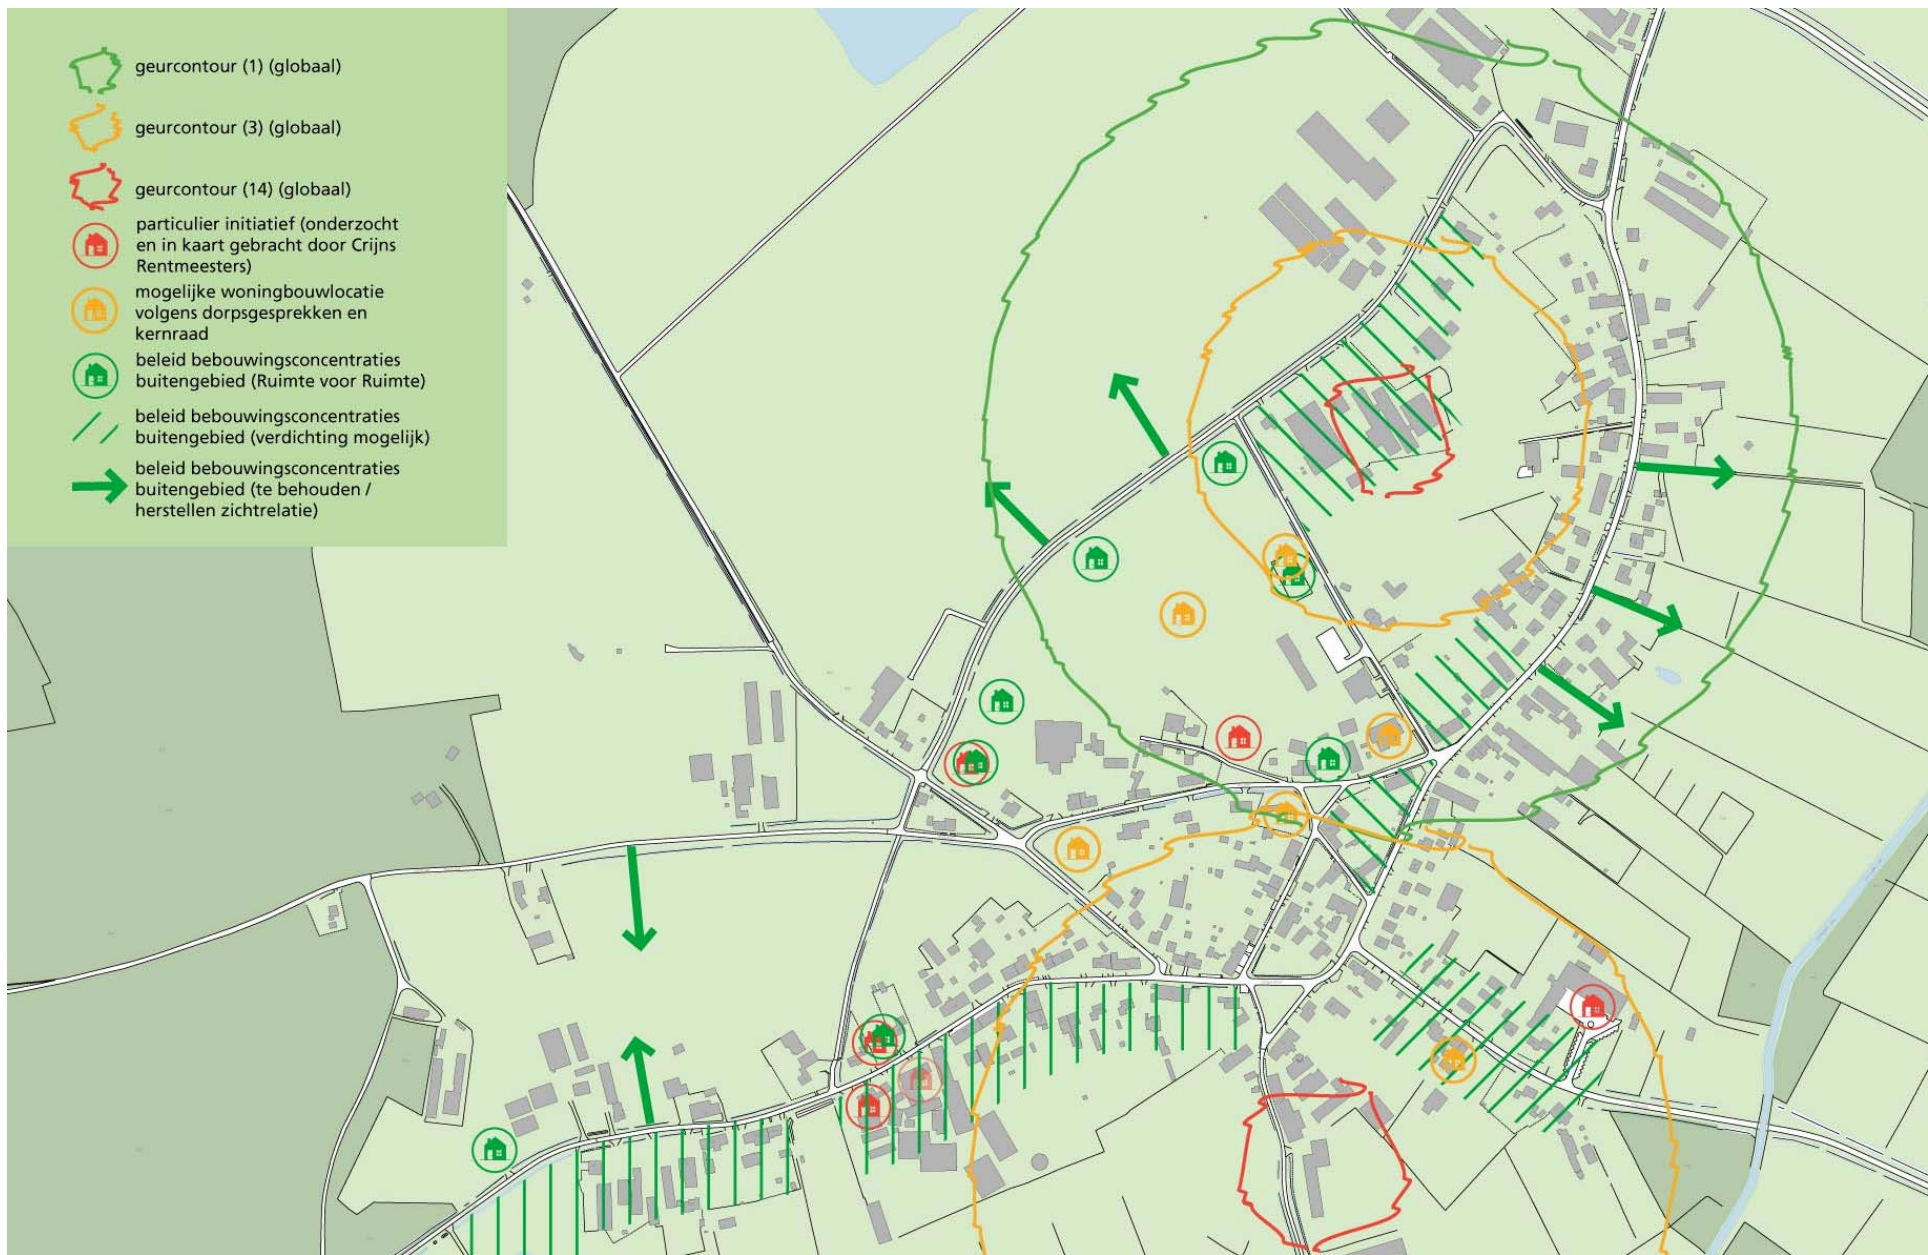 geurcontour (1) (globaal)
geurcontour (3) (globaal)
geurcontour (14) (globaal)
particulier initiatief (onderzocht
en in kaart gebracht door Crijns
Rentmeesters)
mogelijke woningbouwlocatie
volgens dorpsgesprekken en
kernraad
beleid bebouwingsconcentraties
buitengebied (Ruimte voor Ruimte)
beleid bebouwingsconcentraties
buitengebied (verdichting mogelijk)
beleid bebouwingsconcentraties
buitengebied (te behouden /
herstellen zichtrelatie)